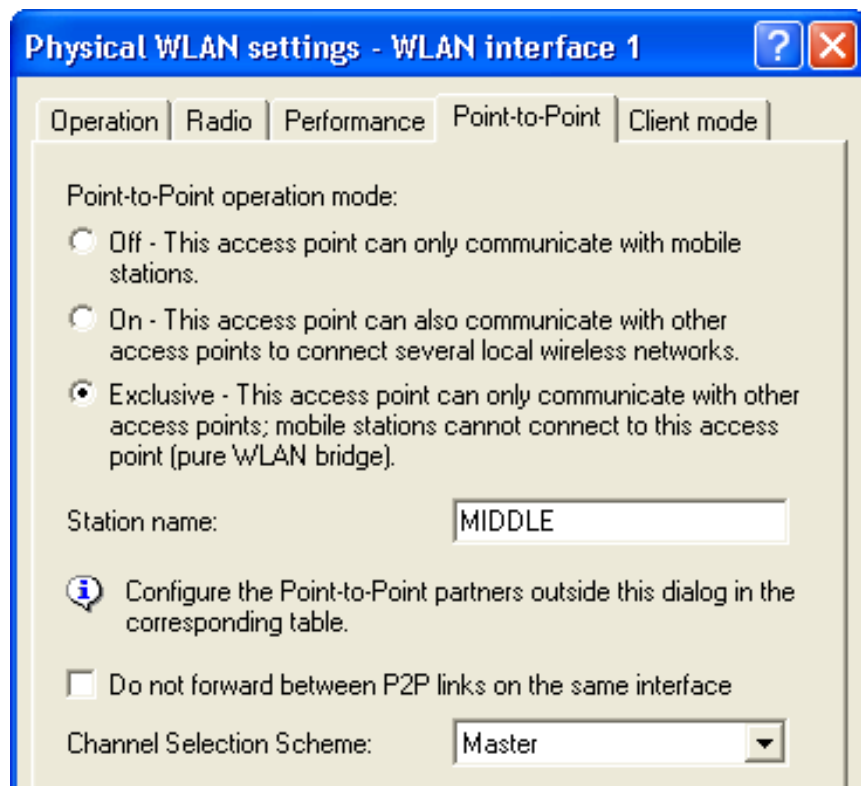 Physical WLAN settings - WLAN interface 1
Operation Radio Performance Point-to-Point Client mode
Point-to-Point operation mode:
Off - This access point can only communicate with mobile
stations.
On - This access point can also communicate with other
access points to connect several local wireless networks.
Exclusive - This access point can only communicate with other
access points; mobile stations cannot connect to this access
point (pure WLAN bridge).
Station name: MIDDLE
Configure the Point-to-Point partners outside this dialog in the
corresponding table.
Do not forward between P2P links on the same interface
Channel Selection Scheme: Master